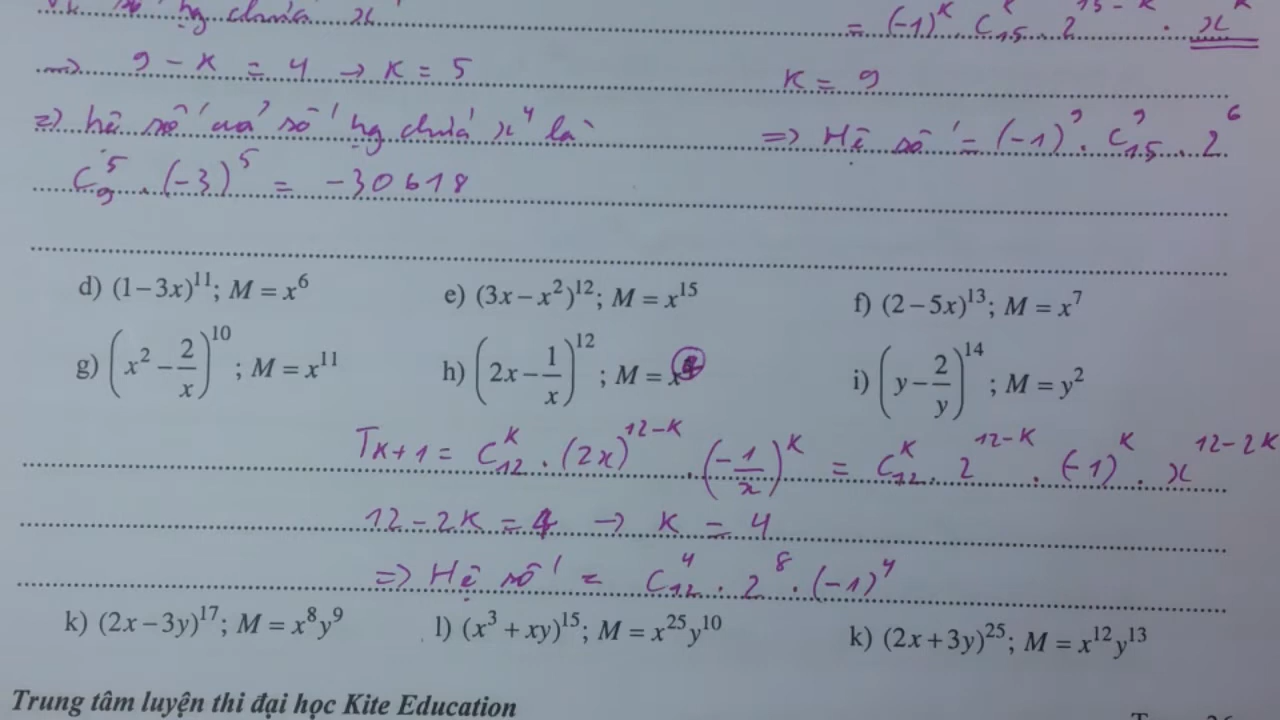 số hạng chứa x
= (-1)^K C_15^K . 2^{15-K} . x^K
→ 9 - K = 4 → K = 5
K = 9
=> hệ số của số hạng chứa x^4 là
=> Hệ số = (-1)^9 . C_15^9 . 2^6
C_9^5 . (-3)^5 = -30618
d) (1-3x)^11; M = x^6
e) (3x-x^2)^12; M = x^15
f) (2-5x)^13; M = x^7
g) (x^2 - 2/x)^10; M = x^11
h) (2x - 1/x)^12; M = x^4
i) (y - 2/y)^14; M = y^2
T_{K+1} = C_12^K . (2x)^{12-K} . (-1/x)^K = C_12^K . 2^{12-K} . (-1)^K . x^{12-2K}
12 - 2K = 4 → K = 4
=> Hệ số = C_12^4 . 2^8 . (-1)^4
k) (2x-3y)^17; M = x^8y^9
l) (x^3+xy)^15; M = x^25y^10
k) (2x+3y)^25; M = x^12y^13
Trung tâm luyện thi đại học Kite Education